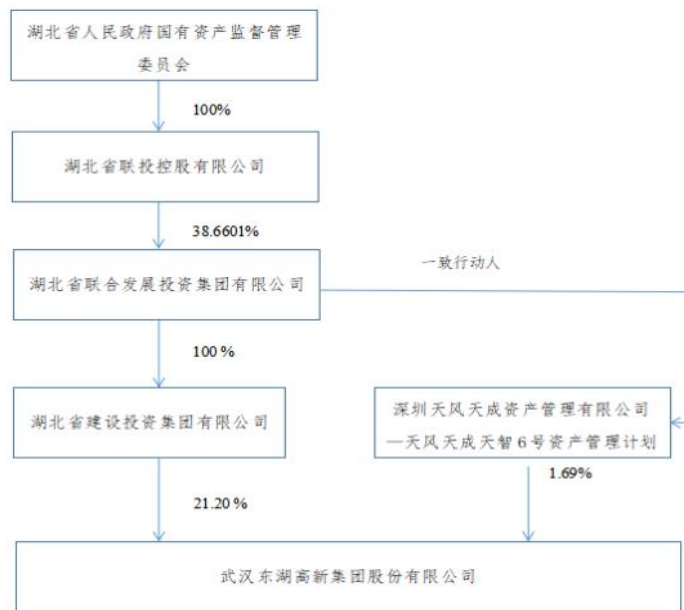 湖北省人民政府国有资产监督管理
委员会
100%
湖北省联投控股有限公司
38.6601%
湖北省联合发展投资集团有限公司
一致行动人
100 %
湖北省建设投资集团有限公司
深圳天风天成资产管理有限公司
—天风天成天智 6 号资产管理计划
21.20 %
1.69%
武汉东湖高新集团股份有限公司